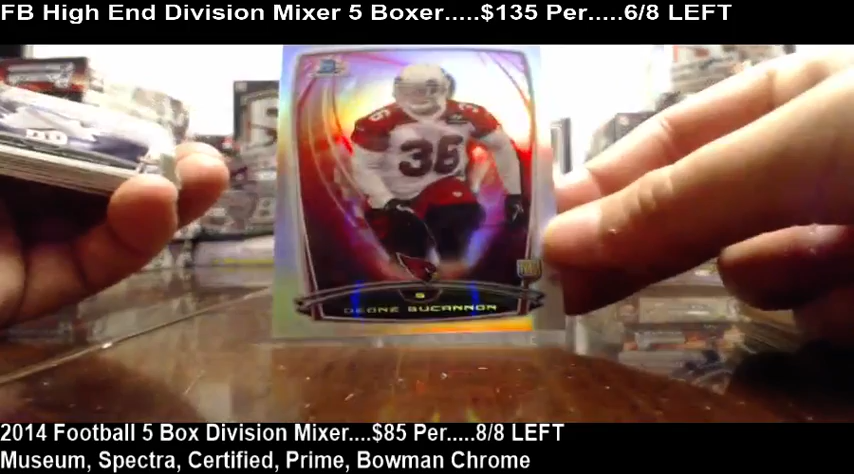 FB High End Division Mixer 5 Boxer.....$135 Per.....6/8 LEFT
36
36
S
DEONE BUCANNON
2014 Football 5 Box Division Mixer....$85 Per.....8/8 LEFT
Museum, Spectra, Certified, Prime, Bowman Chrome